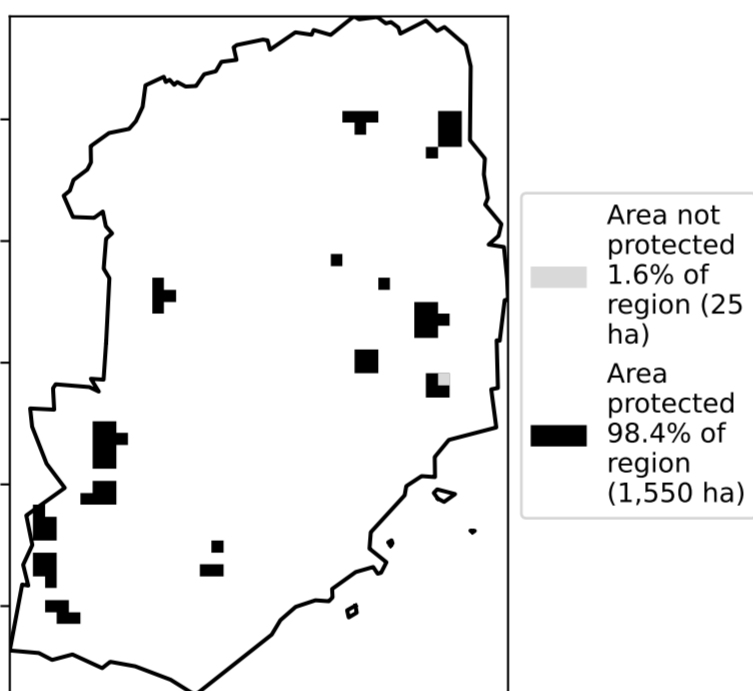 Area not
protected
1.6% of
region (25
ha)
Area
protected
98.4% of
region
(1,550 ha)